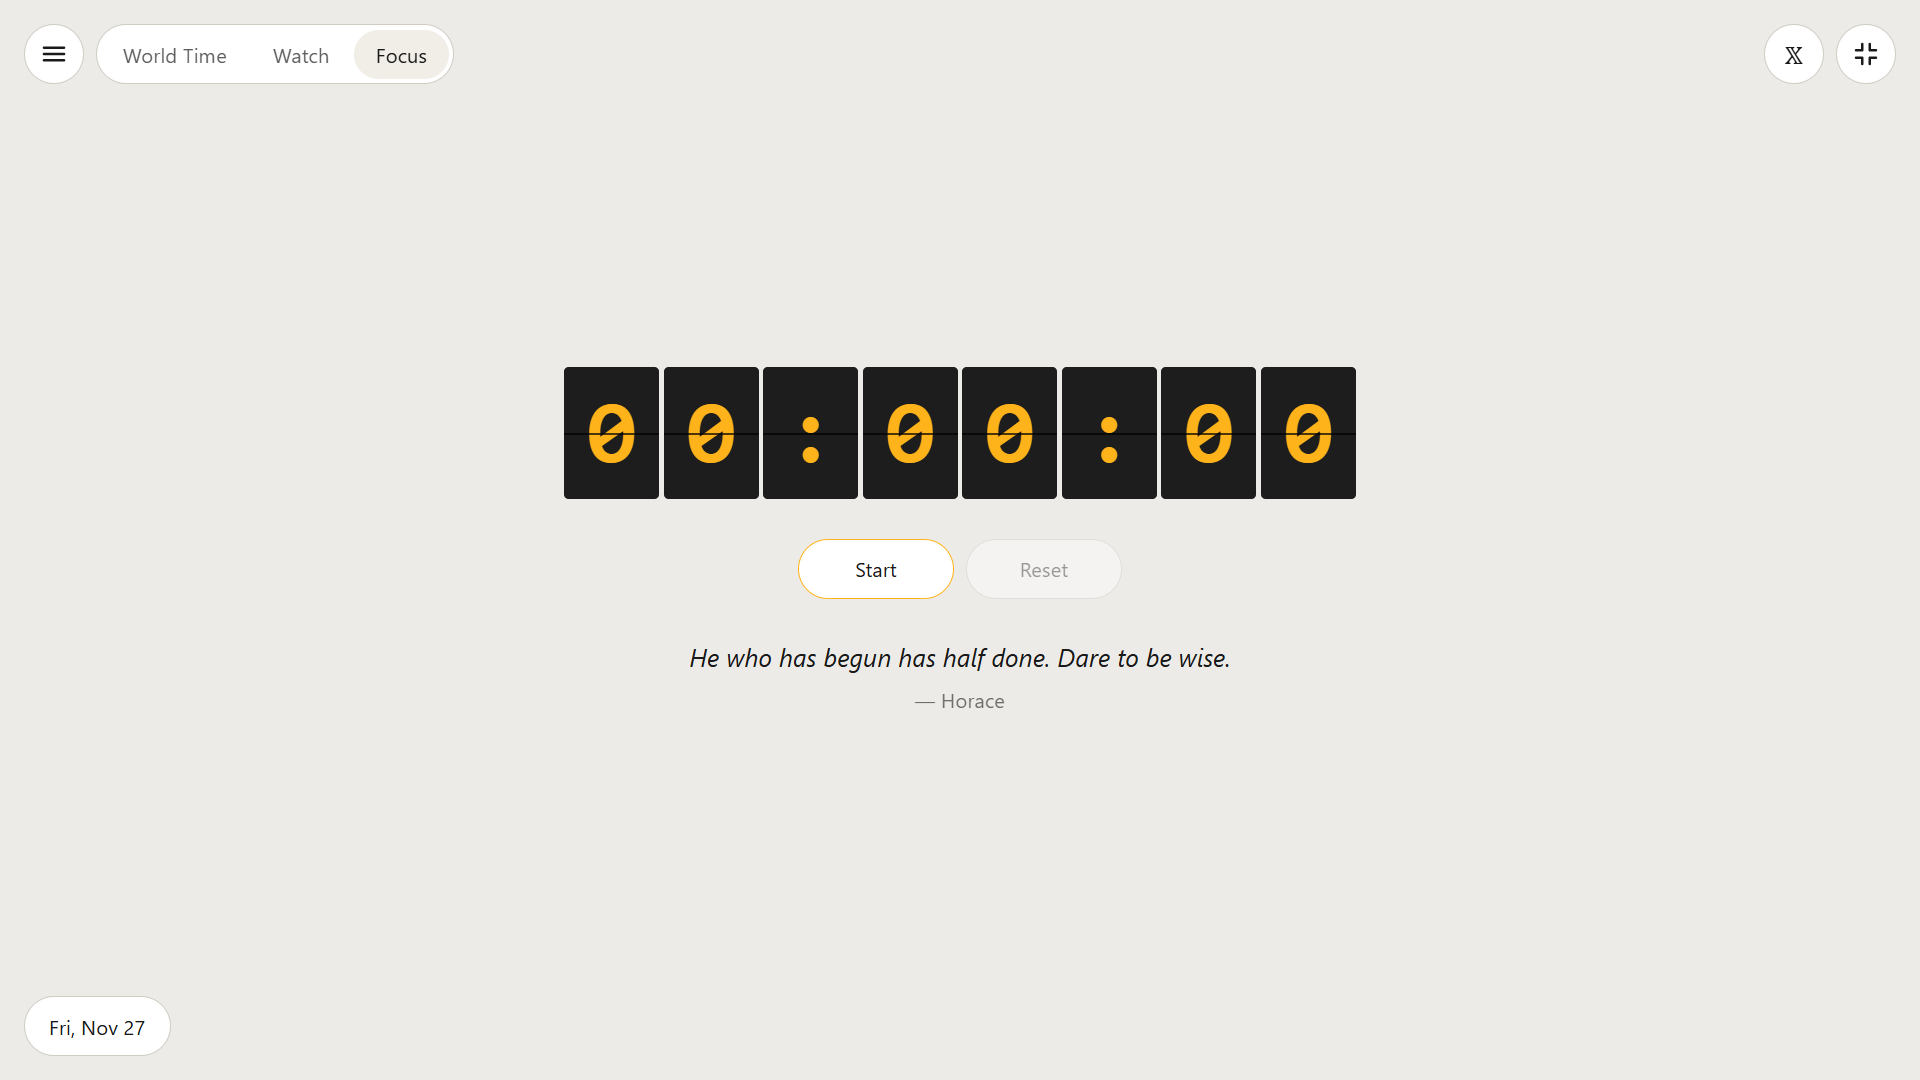 World Time
Watch
Focus
𝕏
00:00:00
Start
Reset
He who has begun has half done. Dare to be wise.
— Horace
Fri, Nov 27